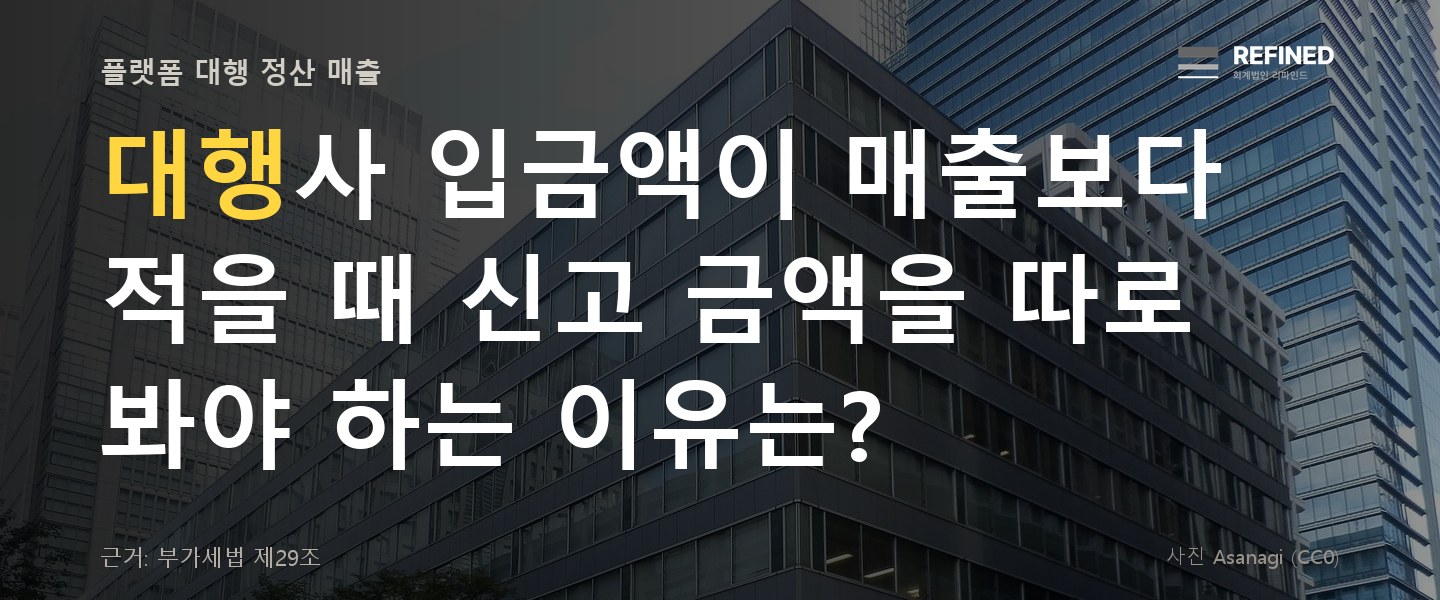 플랫폼 대행 정산 매출
REFINED
회계법인 리파인드
대행사 입금액이 매출보다
적을 때 신고 금액을 따로
봐야 하는 이유는?
근거: 부가세법 제29조
사진 Asanagi (CC0)